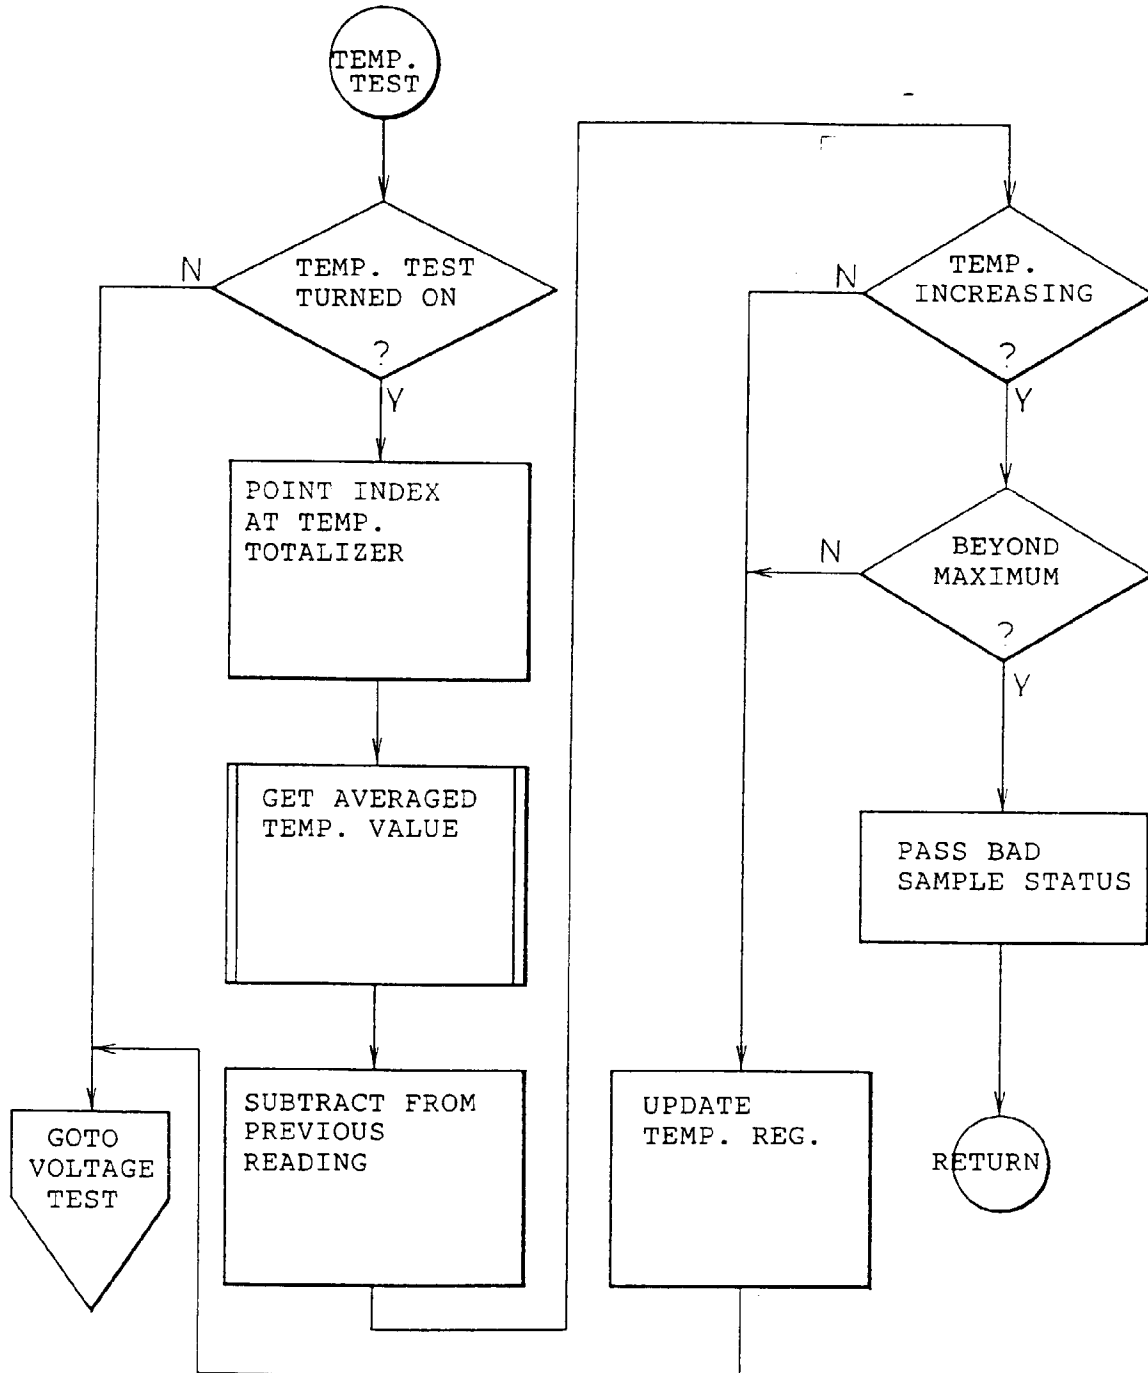 TEMP.
TEST
N
TEMP. TEST
TURNED ON
?
Y
POINT INDEX
AT TEMP.
TOTALIZER
GET AVERAGED
TEMP. VALUE
SUBTRACT FROM
PREVIOUS
READING
GOTO
VOLTAGE
TEST
N
TEMP.
INCREASING
?
Y
N
BEYOND
MAXIMUM
?
Y
PASS BAD
SAMPLE STATUS
UPDATE
TEMP. REG.
RETURN